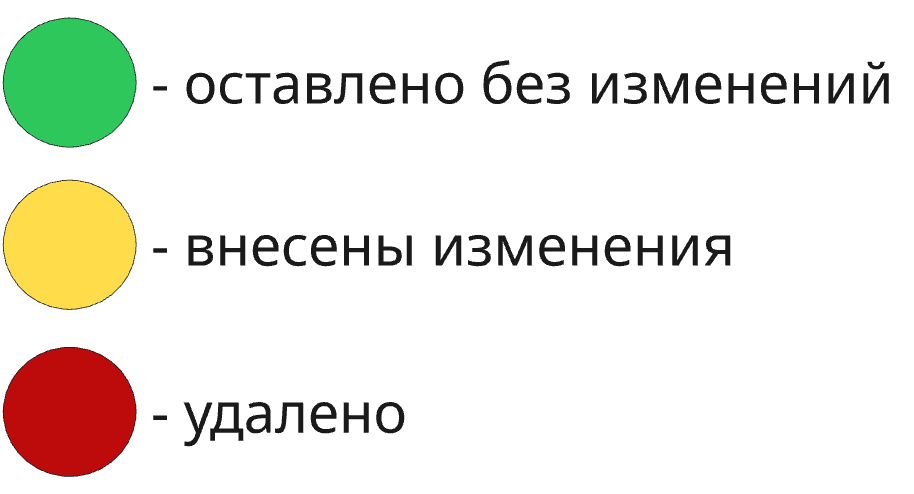 - оставлено без изменений
- внесены изменения
- удалено